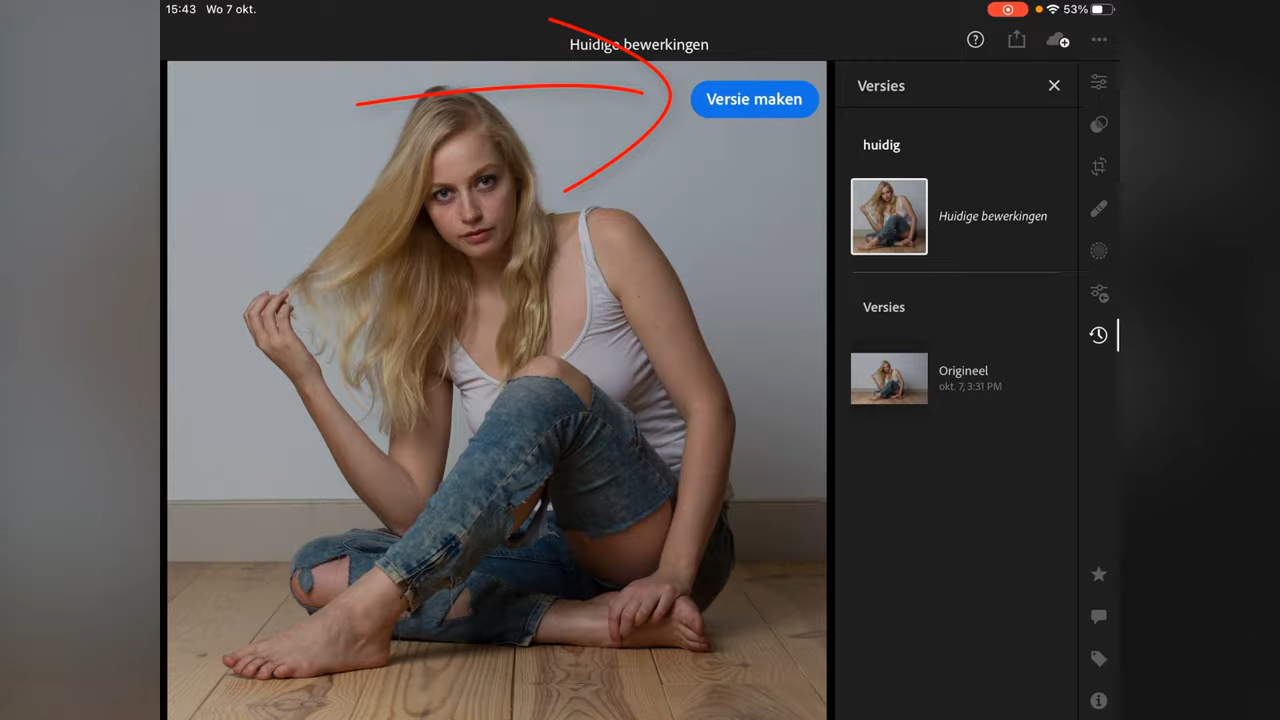 15:43 Wo 7 okt.
53%
Huidige bewerkingen
Versie maken
Versies
huidig
Huidige bewerkingen
Versies
Origineel
okt. 7, 3:31 PM